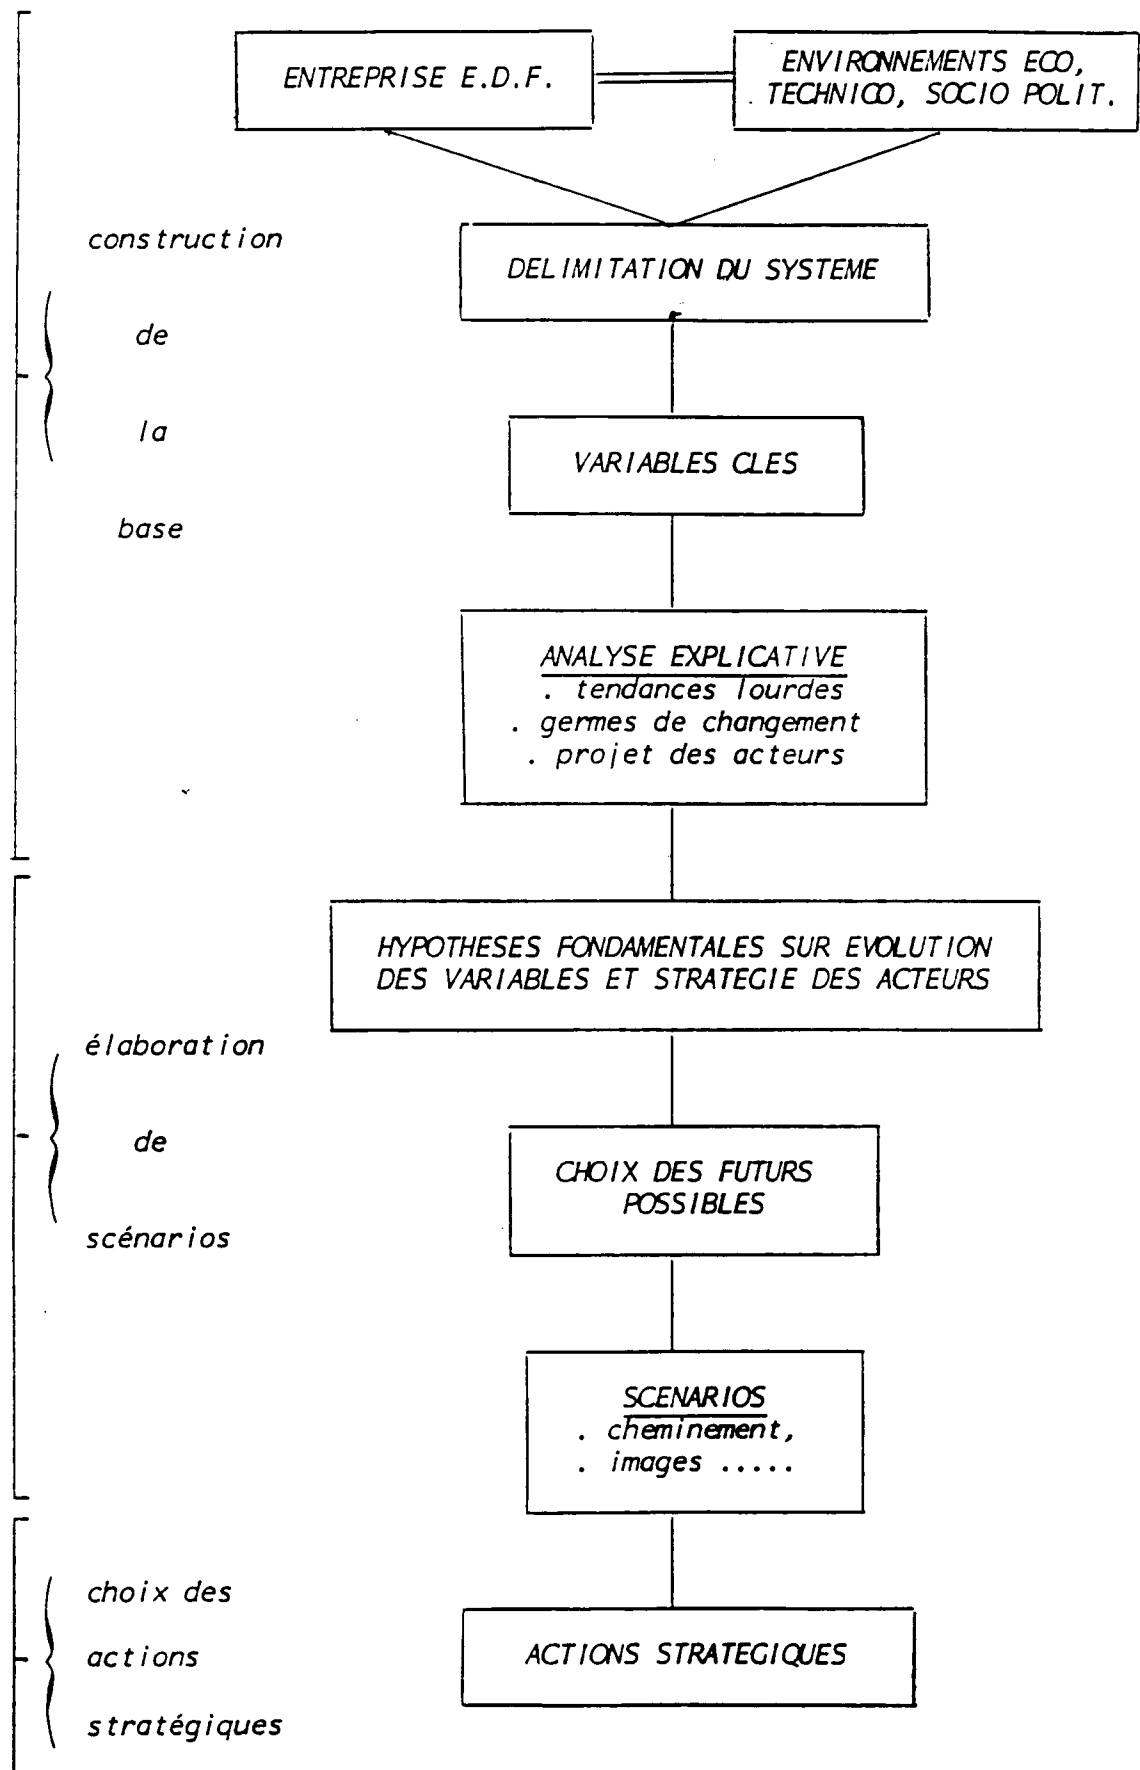 ENTREPRISE E.D.F.
ENVIRONNEMENTS ECO,
. TECHNICO, SOCIO POLIT.
construction
de
la
base
DELIMITATION DU SYSTEME
VARIABLES CLES
ANALYSE EXPLICATIVE
. tendances lourdes
. germes de changement
. projet des acteurs
HYPOTHESES FONDAMENTALES SUR EVOLUTION
DES VARIABLES ET STRATEGIE DES ACTEURS
élaboration
de
scénarios
CHOIX DES FUTURS
POSSIBLES
SCENARIOS
. cheminement,
. images .....
choix des
actions
stratégiques
ACTIONS STRATEGIQUES